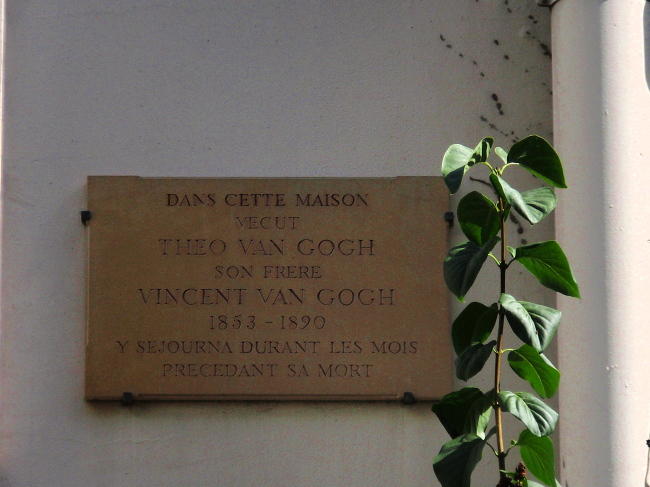 DANS CETTE MAISON
VECUT
THEO VAN GOGH
SON FRERE
VINCENT VAN GOGH
1853 - 1890
Y SEJOURNA DURANT LES MOIS
PRECEDANT SA MORT